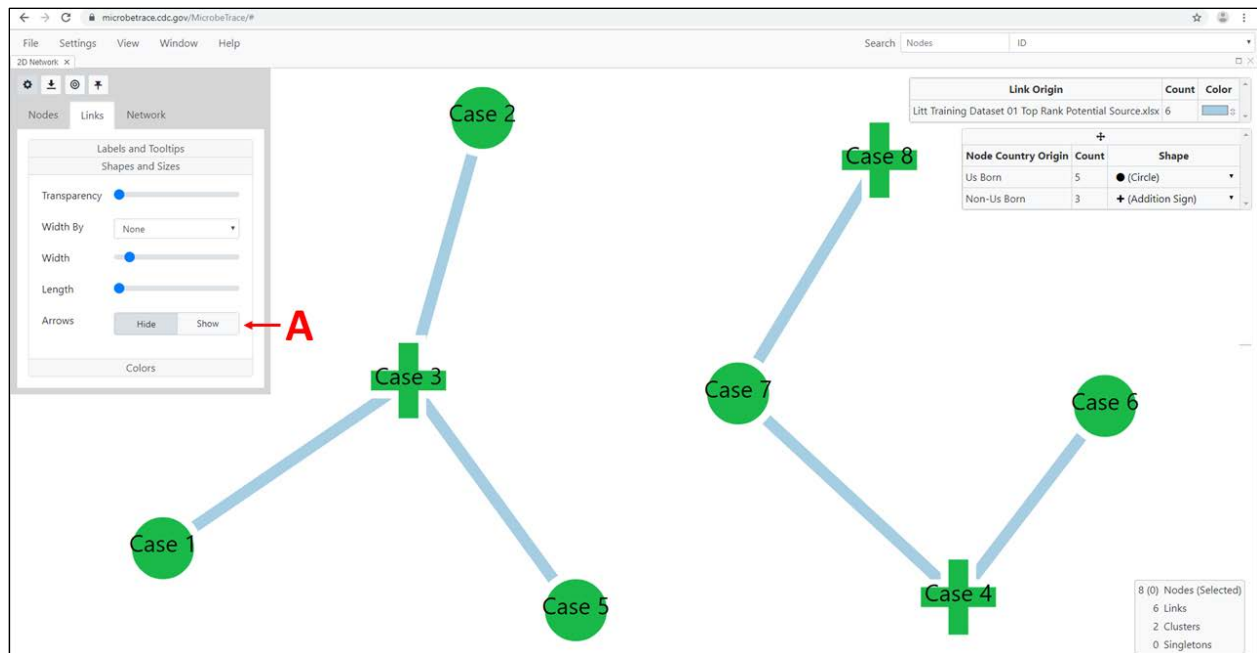 microbetrace.cdc.gov/MicrobeTrace/#
File Settings View Window Help
Search Nodes ID
2D Network ×
Nodes Links Network
Labels and Tooltips
Shapes and Sizes
Transparency
Width By None
Width
Length
Arrows Hide Show
A
Colors
Case 2
Case 8
Case 3
Case 7
Case 6
Case 1
Case 5
Case 4
Link Origin Count Color
Litt Training Dataset 01 Top Rank Potential Source.xlsx 6
Node Country Origin Count Shape
Us Born 5 (Circle)
Non-Us Born 3 (Addition Sign)
8 (0) Nodes (Selected)
6 Links
2 Clusters
0 Singletons